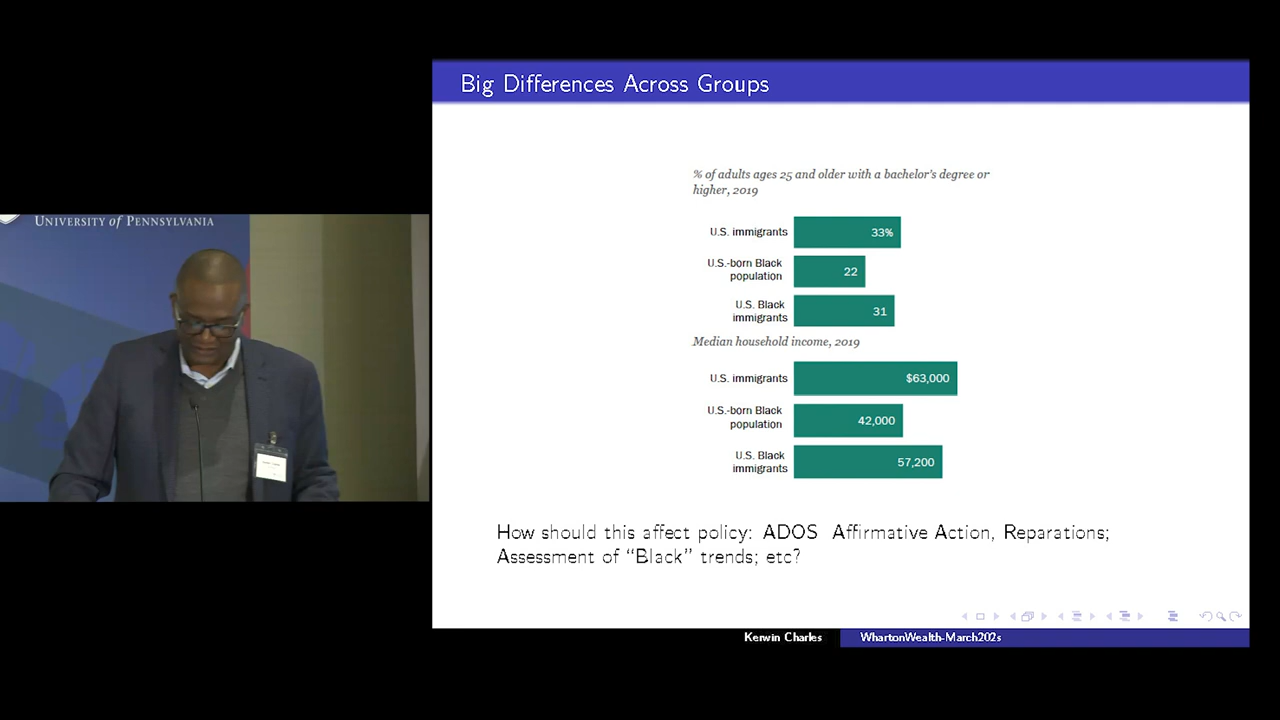 UNIVERSITY of PENNSYLVANIA
Big Differences Across Groups
% of adults ages 25 and older with a bachelor's degree or
higher, 2019
U.S. immigrants 33%
U.S.-born Black
population 22
U.S. Black
immigrants 31
Median household income, 2019
U.S. immigrants $63,000
U.S.-born Black
population 42,000
U.S. Black
immigrants 57,200
How should this affect policy: ADOS Affirmative Action, Reparations;
Assessment of “Black” trends; etc?
Kerwin Charles WhartonWealth-March202s